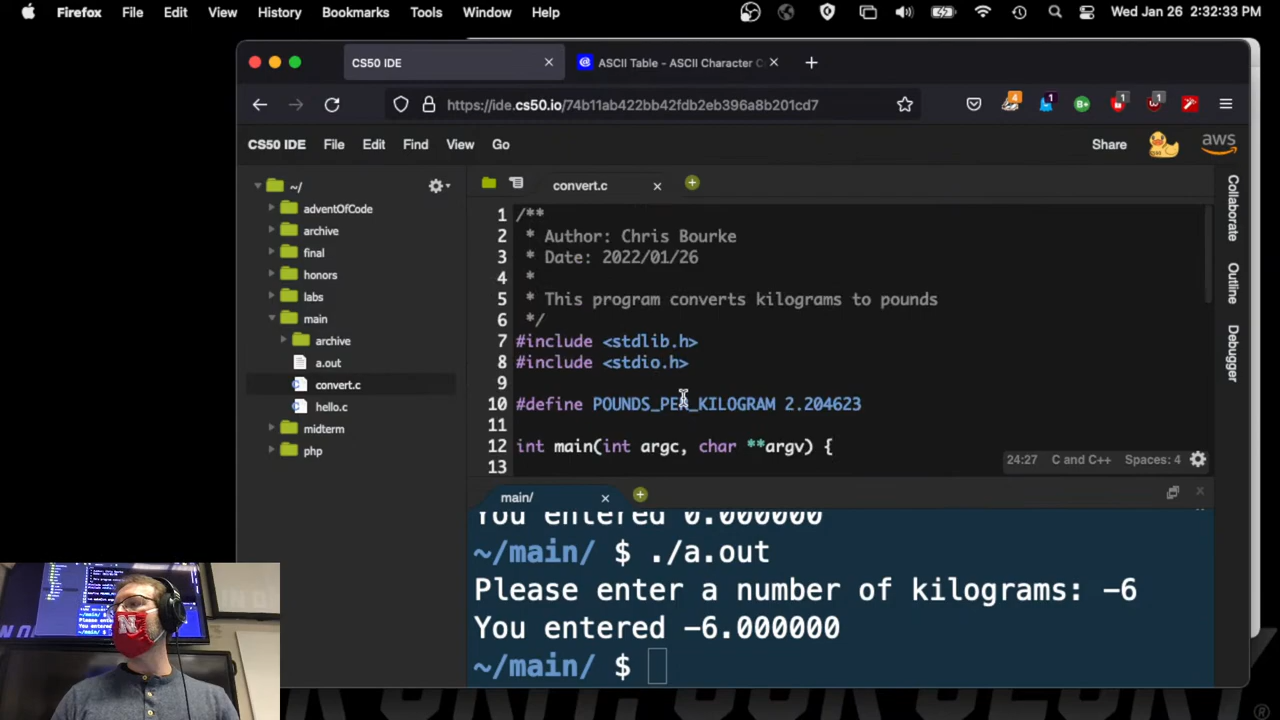 Firefox File Edit View History Bookmarks Tools Window Help Wed Jan 26 2:32:33 PM
CS50 IDE ASCII Table - ASCII Character C
https://ide.cs50.io/74b11ab422bb42fdb2eb396a8b201cd7
4 1 B+ 1 1
CS50 IDE File Edit Find View Go Share aws
~/
adventOfCode
archive
final
honors
labs
main
archive
a.out
convert.c
hello.c
midterm
php
convert.c
1 /**
2 * Author: Chris Bourke
3 * Date: 2022/01/26
4 *
5 * This program converts kilograms to pounds
6 */
7 #include <stdlib.h>
8 #include <stdio.h>
9
10 #define POUNDS_PER_KILOGRAM 2.204623
11
12 int main(int argc, char **argv) {
13
24:27 C and C++ Spaces: 4
Collaborate
Outline
Debugger
main/
You entered 0.000000
~/main/ $ ./a.out
Please enter a number of kilograms: -6
You entered -6.000000
~/main/ $
N